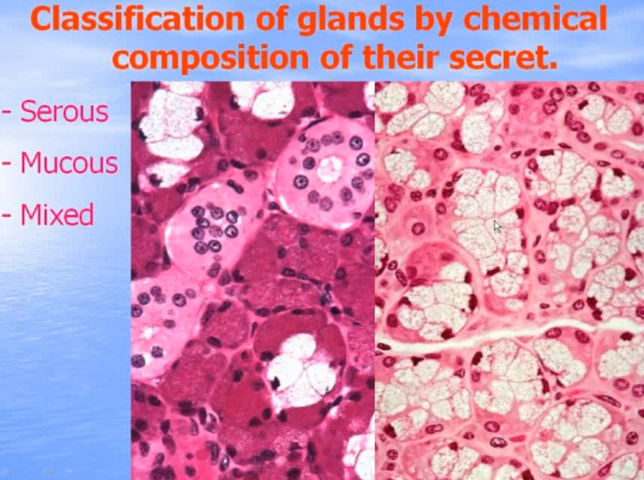 Classification of glands by chemical
composition of their secret.
- Serous
- Mucous
- Mixed